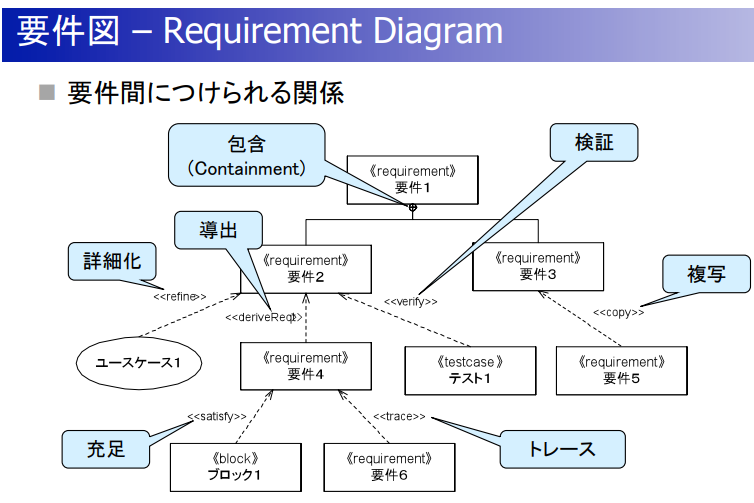 要件図 – Requirement Diagram
要件間につけられる関係
包含
(Containment)
検証
《requirement》
要件1
導出
詳細化
《requirement》
要件2
《requirement》
要件3
複写
<<refine>>
<<deriveReqt>>
<<verify>>
<<copy>>
ユースケース1
《requirement》
要件4
《testcase》
テスト1
《requirement》
要件5
<<satisfy>>
<<trace>>
充足
トレース
《block》
ブロック1
《requirement》
要件6